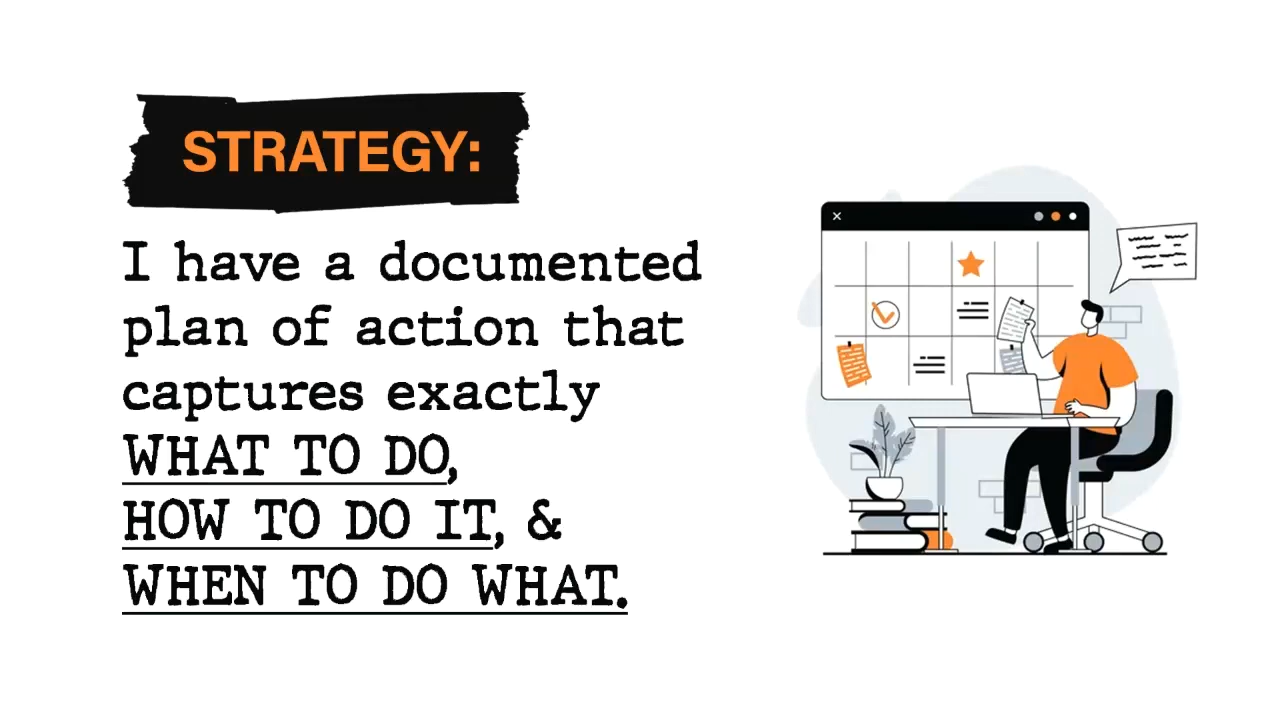 STRATEGY:
I have a documented
plan of action that
captures exactly
WHAT TO DO,
HOW TO DO IT, &
WHEN TO DO WHAT.